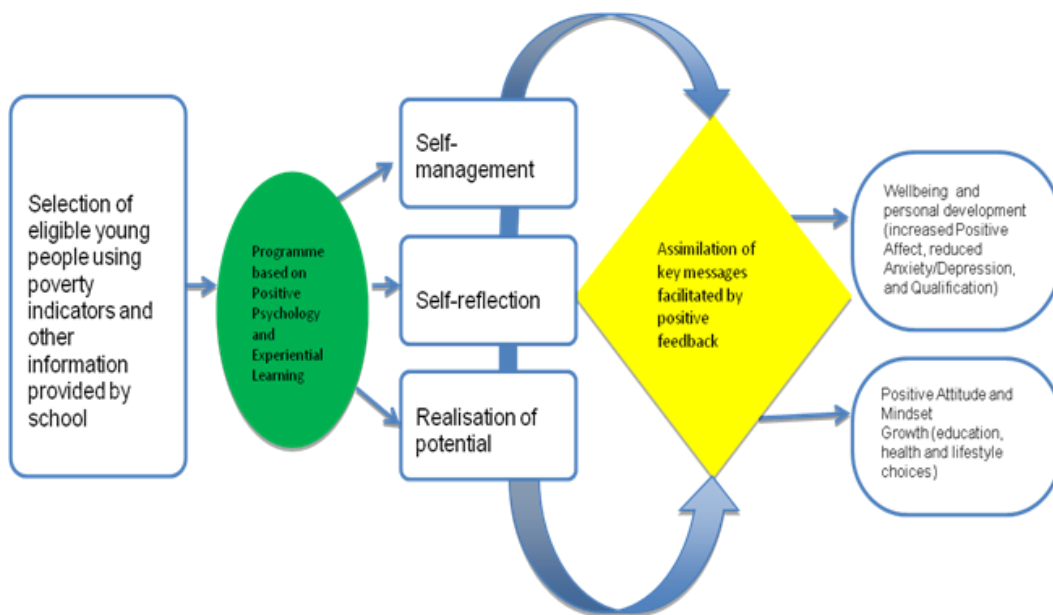 Selection of
eligible young
people using
poverty
indicators and
other
information
provided by
school
Programme
based on
Positive
Psychology
and
Experiential
Learning
Self-
management
Self-reflection
Realisation of
potential
Assimilation of
key messages
facilitated by
positive
feedback
Wellbeing and
personal development
(increased Positive
Affect, reduced
Anxiety/Depression,
and Qualification)
Positive Attitude and
Mindset
Growth (education,
health and lifestyle
choices)